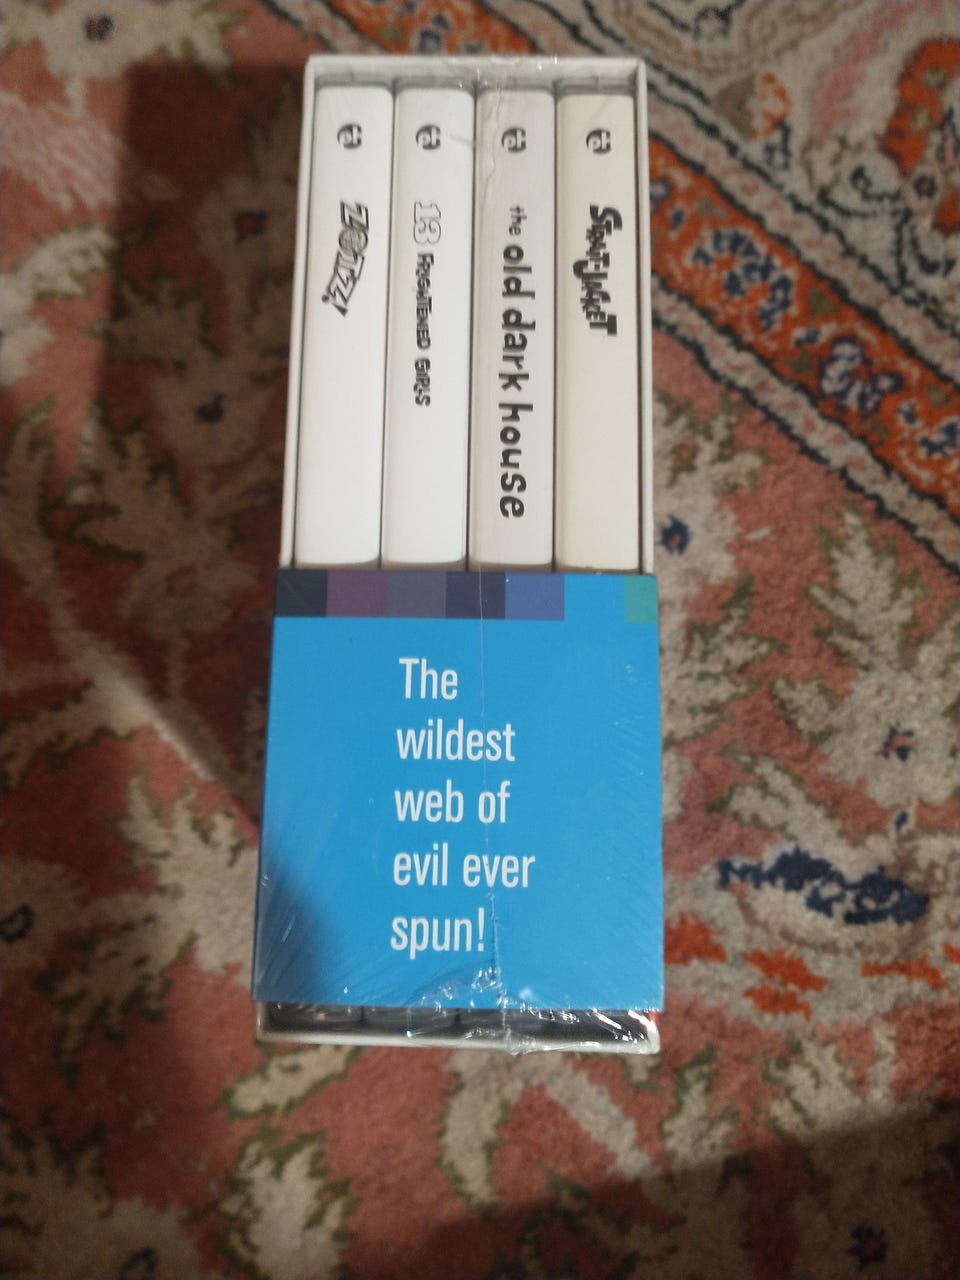 ZOTZ!
13 FRIGHTENED GIRLS
the old dark house
STRAIT-JACKET
The
wildest
web of
evil ever
spun!